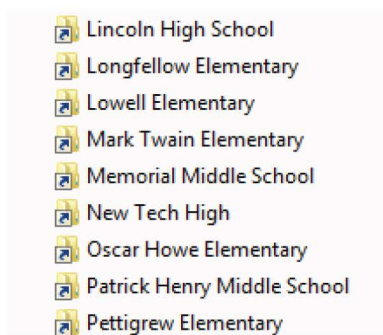 Lincoln High School
Longfellow Elementary
Lowell Elementary
Mark Twain Elementary
Memorial Middle School
New Tech High
Oscar Howe Elementary
Patrick Henry Middle School
Pettigrew Elementary